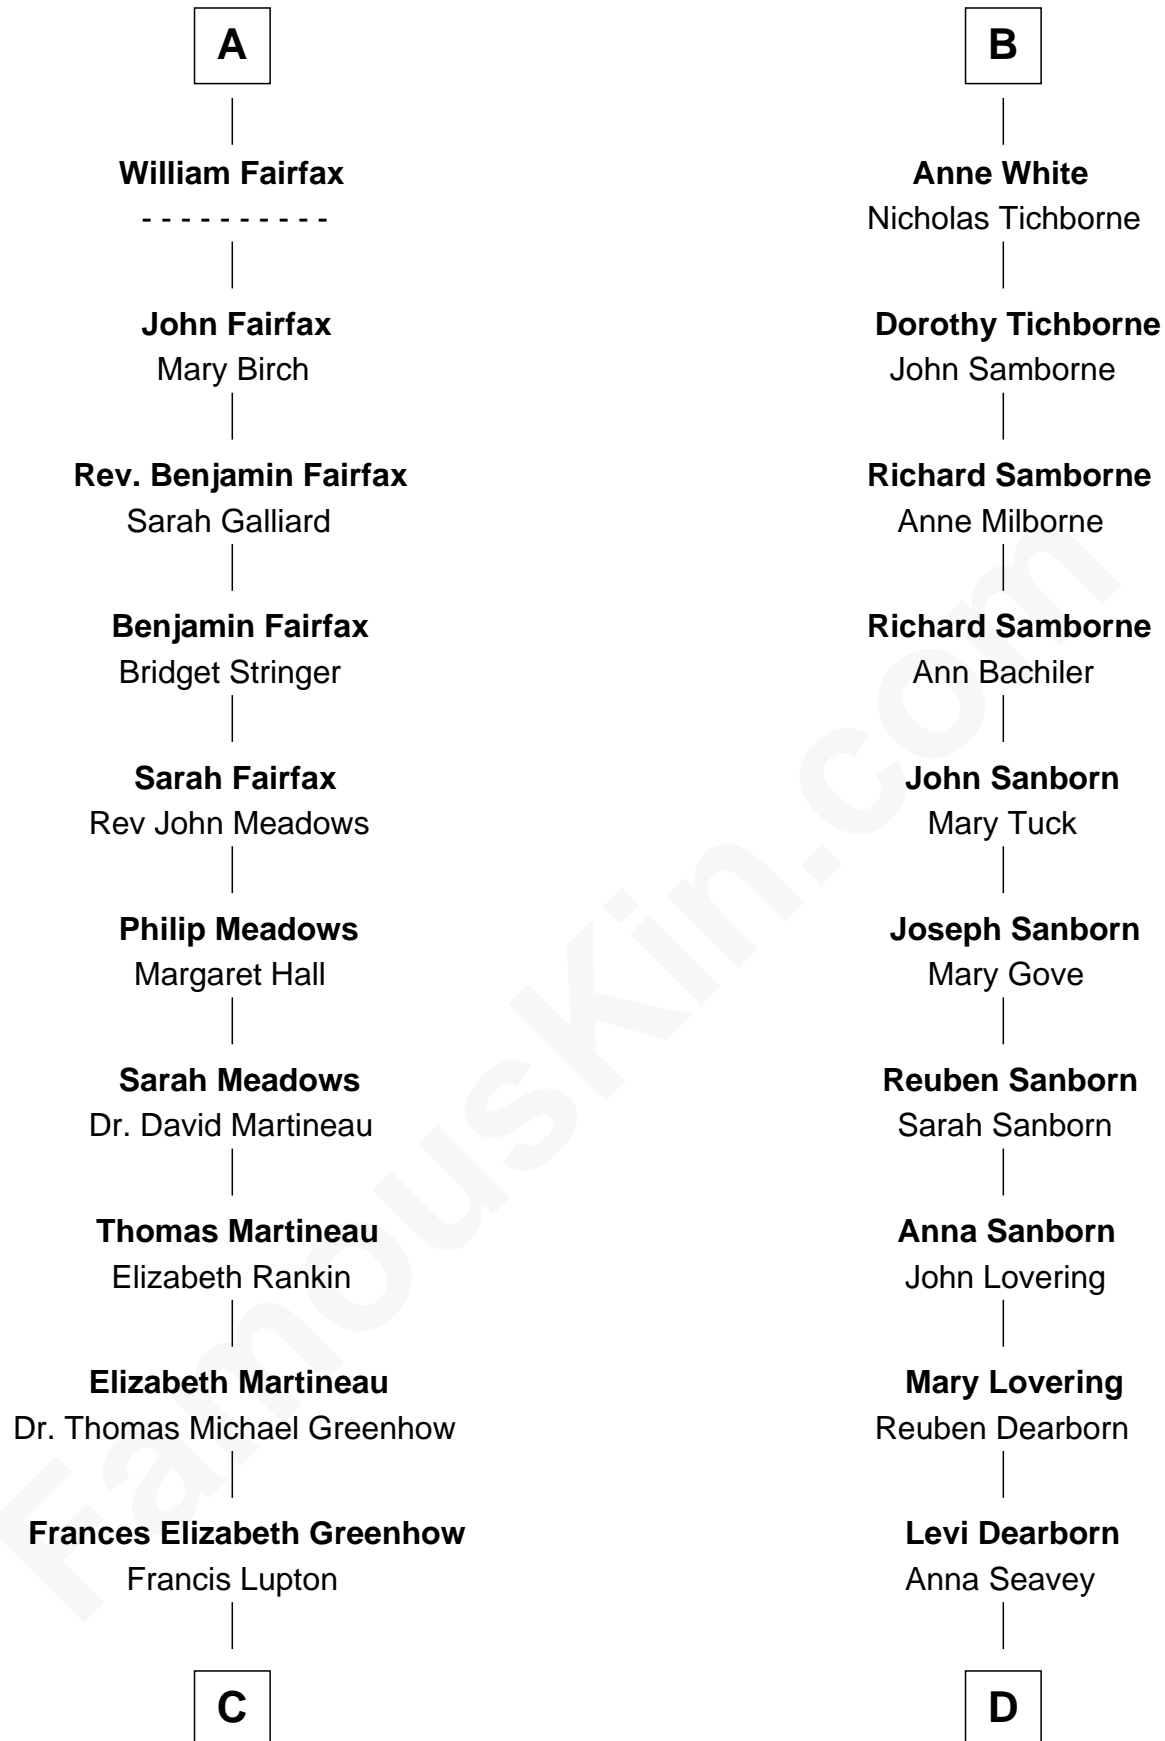 A
William Fairfax
- - - - - - - - - -
John Fairfax
Mary Birch
Rev. Benjamin Fairfax
Sarah Galliard
Benjamin Fairfax
Bridget Stringer
Sarah Fairfax
Rev John Meadows
Philip Meadows
Margaret Hall
Sarah Meadows
Dr. David Martineau
Thomas Martineau
Elizabeth Rankin
Elizabeth Martineau
Dr. Thomas Michael Greenhow
Frances Elizabeth Greenhow
Francis Lupton
C
B
Anne White
Nicholas Tichborne
Dorothy Tichborne
John Samborne
Richard Samborne
Anne Milborne
Richard Samborne
Ann Bachiler
John Sanborn
Mary Tuck
Joseph Sanborn
Mary Gove
Reuben Sanborn
Sarah Sanborn
Anna Sanborn
John Lovering
Mary Lovering
Reuben Dearborn
Levi Dearborn
Anna Seavey
D
FamousKin.com